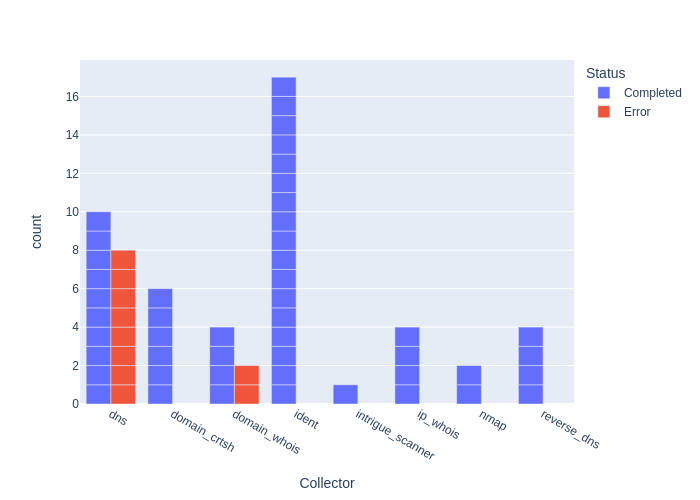 Status
Completed
Error
16
14
12
10
8
6
4
2
0
count
dns
domain_crtsh
domain_whois
ident
intrigue_scanner
ip_whois
nmap
reverse_dns
Collector